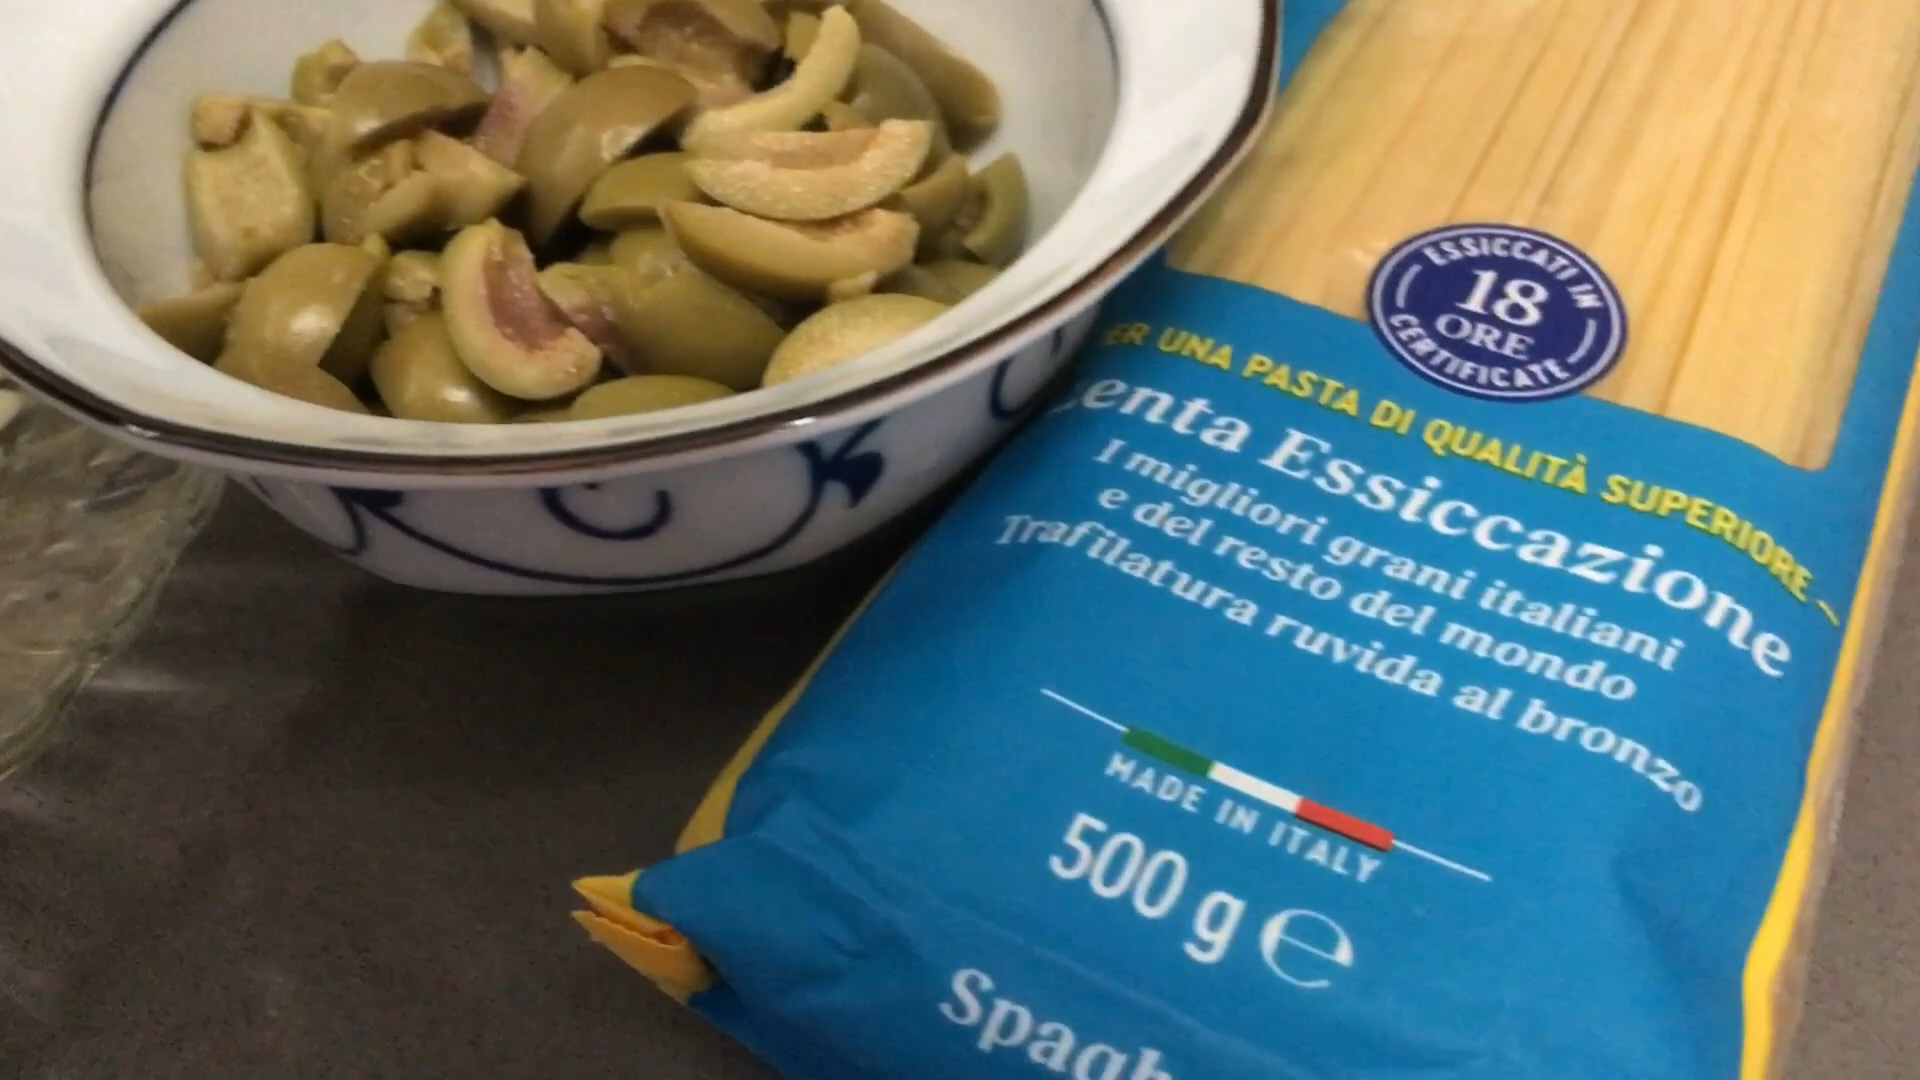 ESSICCATI IN
18
ORE
CERTIFICATE
ER UNA PASTA DI QUALITÀ SUPERIORE
Lenta Essiccazione
I migliori grani italiani
e del resto del mondo
Trafilatura ruvida al bronzo
MADE IN ITALY
500 g ℮
Spagh